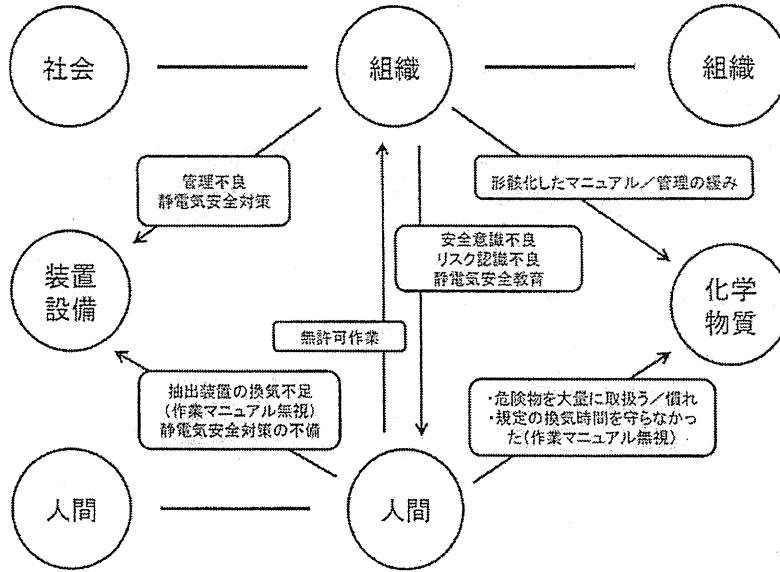 社会
組織
組織
管理不良
静電気安全対策
形骸化したマニュアル／管理の緩み
安全意識不良
リスク認識不良
静電気安全教育
装置
設備
化学
物質
無許可作業
抽出装置の換気不足
(作業マニュアル無視)
静電気安全対策の不備
・危険物を大量に取扱う／慣れ
・規定の換気時間を守らなかっ
た(作業マニュアル無視)
人間
人間